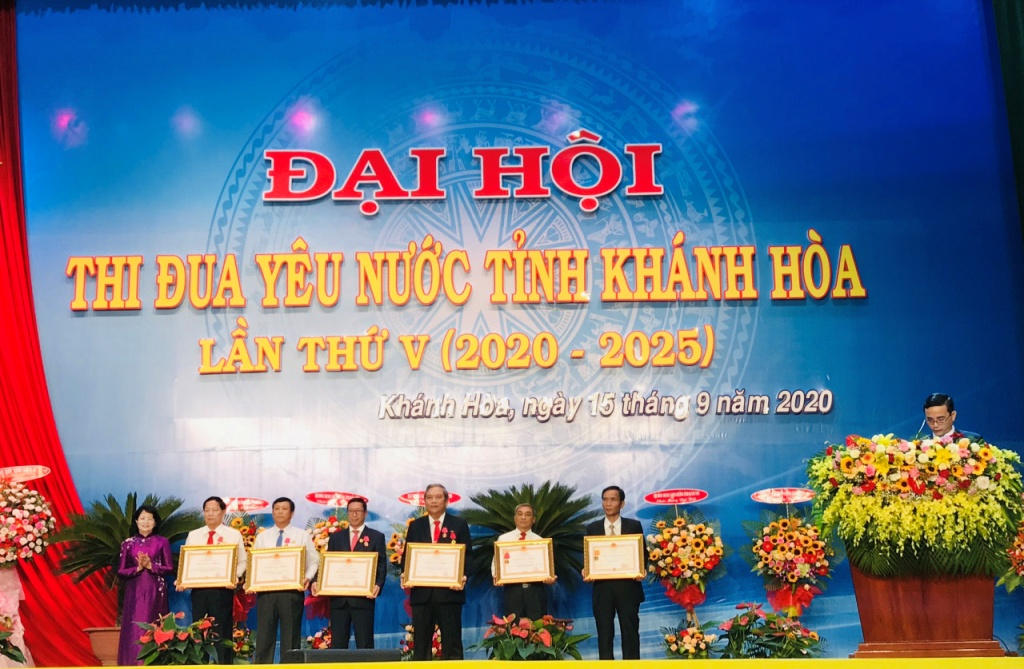 ĐẠI HỘI
THI ĐUA YÊU NƯỚC TỈNH KHÁNH HÒA
LẦN THỨ V (2020 - 2025)
Khánh Hòa, ngày 15 tháng 9 năm 2020